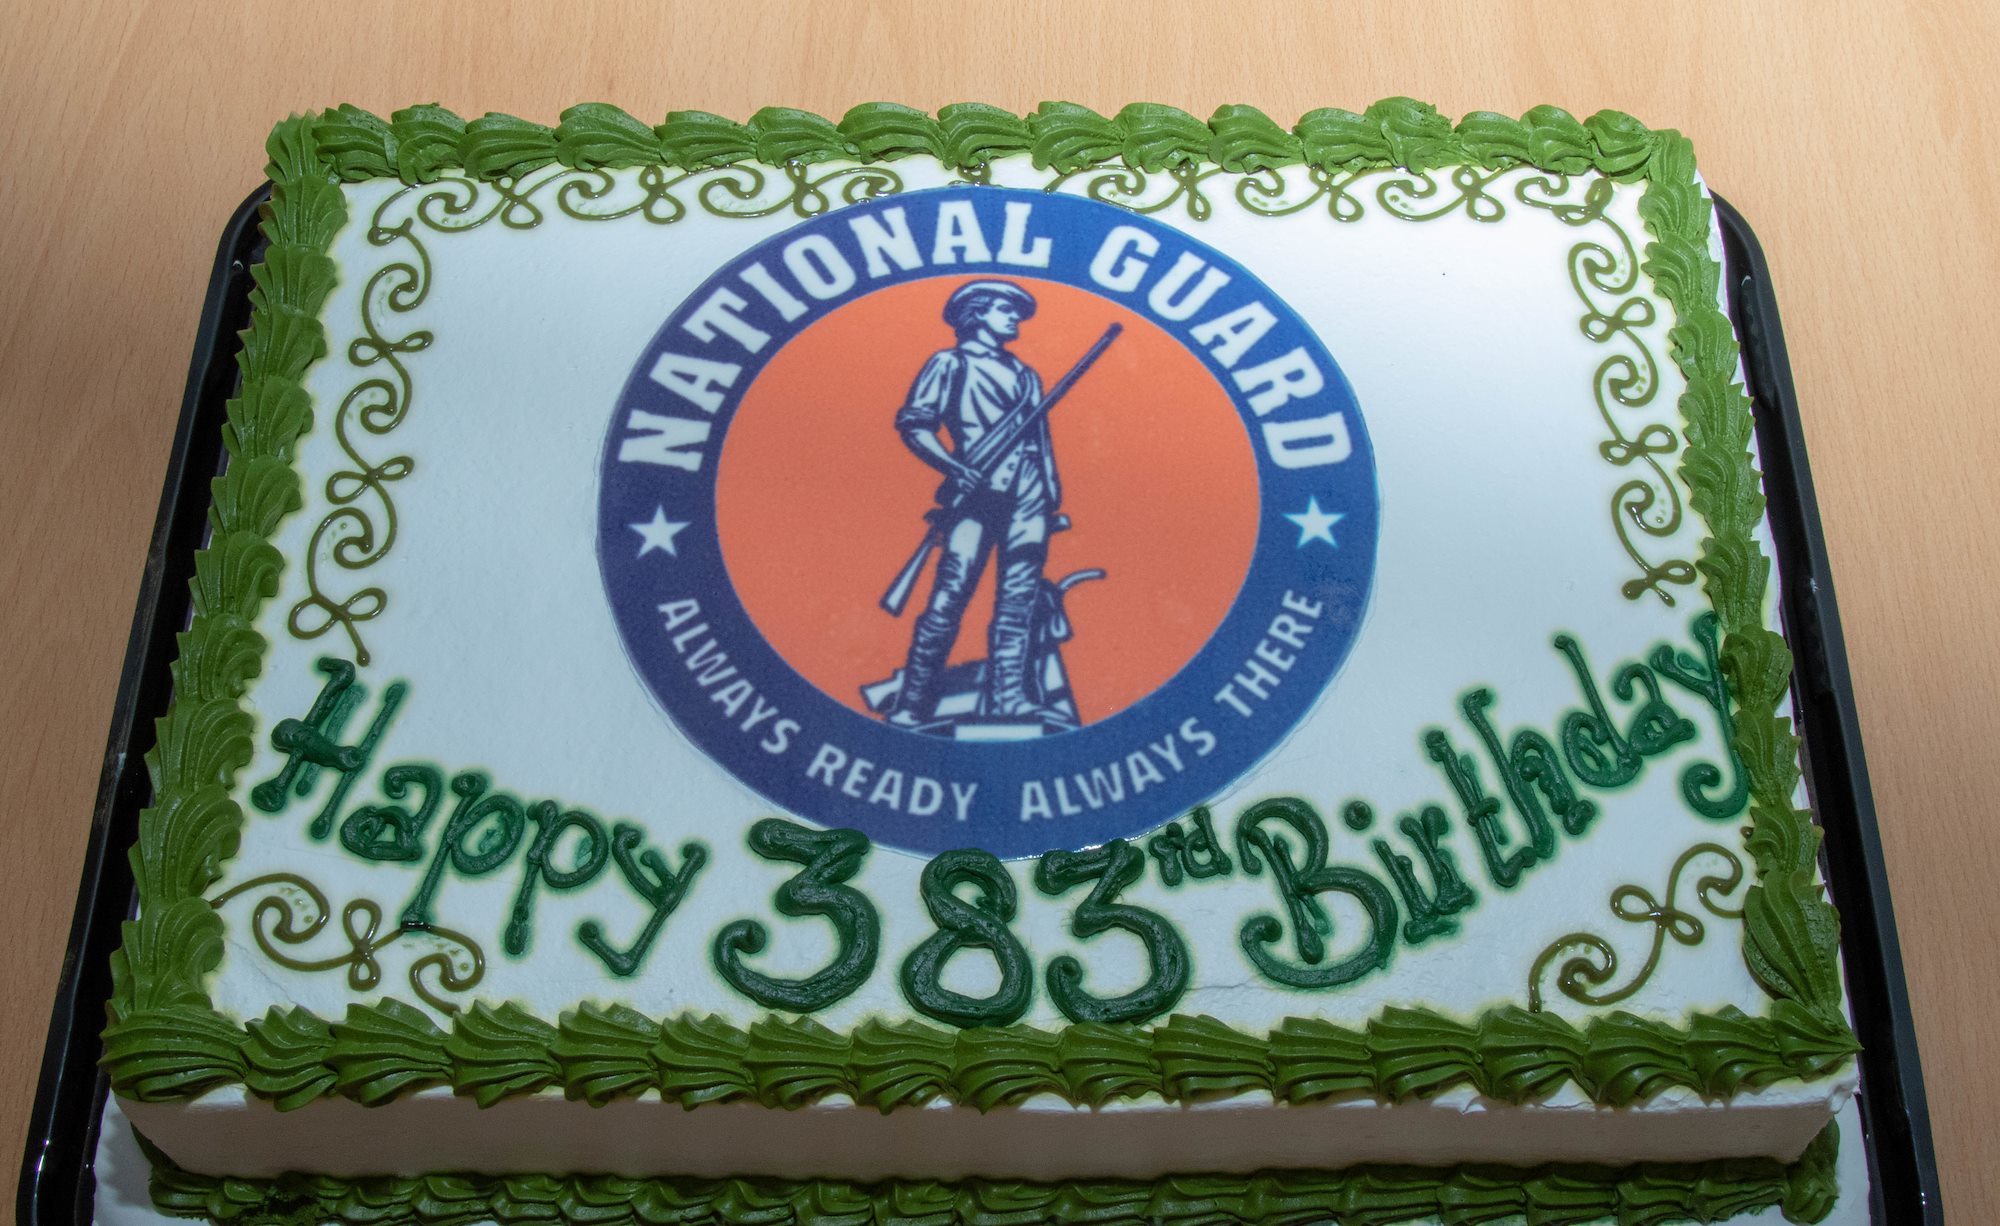 NATIONAL GUARD
ALWAYS READY ALWAYS THERE
Happy 383rd Birthday